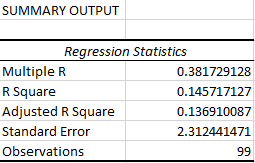 SUMMARY OUTPUT
Regression Statistics
Multiple R 0.381729128
R Square 0.145717127
Adjusted R Square 0.136910087
Standard Error 2.312441471
Observations 99